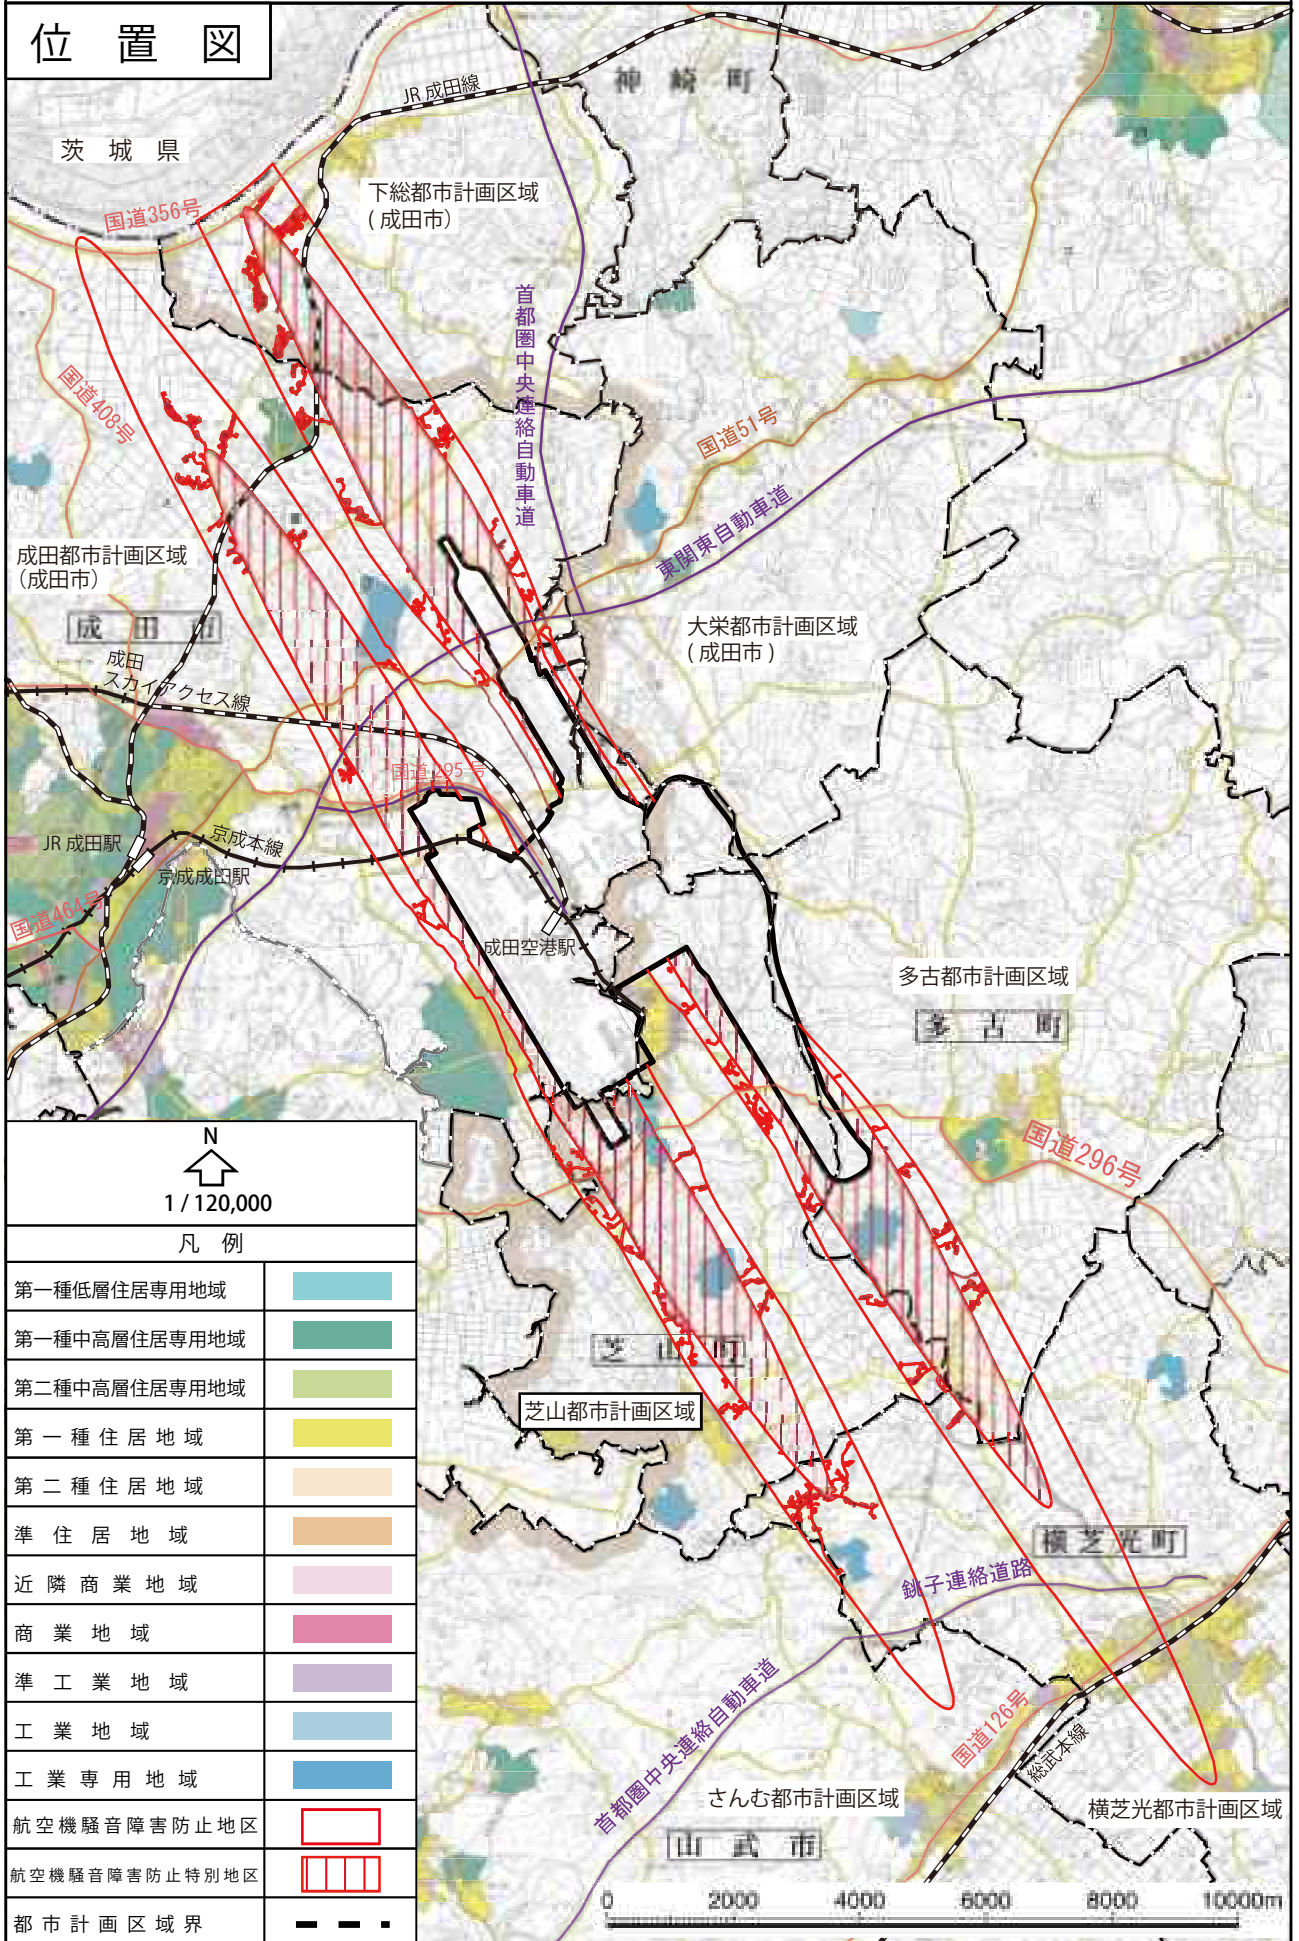 位置図
神崎町
JR 成田線
茨城県
下総都市計画区域
(成田市)
国道356号
首都圏中央連絡自動車道
国道408号
国道51号
東関東自動車道
成田都市計画区域
(成田市)
成田市
大栄都市計画区域
(成田市)
成田
スカイアクセス線
国道295号
JR 成田駅
京成本線
京成成田駅
国道464号
成田空港駅
多古都市計画区域
多古町
国道296号
芝山町
芝山都市計画区域
横芝光町
銚子連絡道路
首都圏中央連絡自動車道
国道126号
総武本線
さんむ都市計画区域
横芝光都市計画区域
山武市
N
1 / 120,000
凡例
第一種低層住居専用地域
第一種中高層住居専用地域
第二種中高層住居専用地域
第一種住居地域
第二種住居地域
準住居地域
近隣商業地域
商業地域
準工業地域
工業地域
工業専用地域
航空機騒音障害防止地区
航空機騒音障害防止特別地区
都市計画区域界
0 2000 4000 6000 8000 10000m